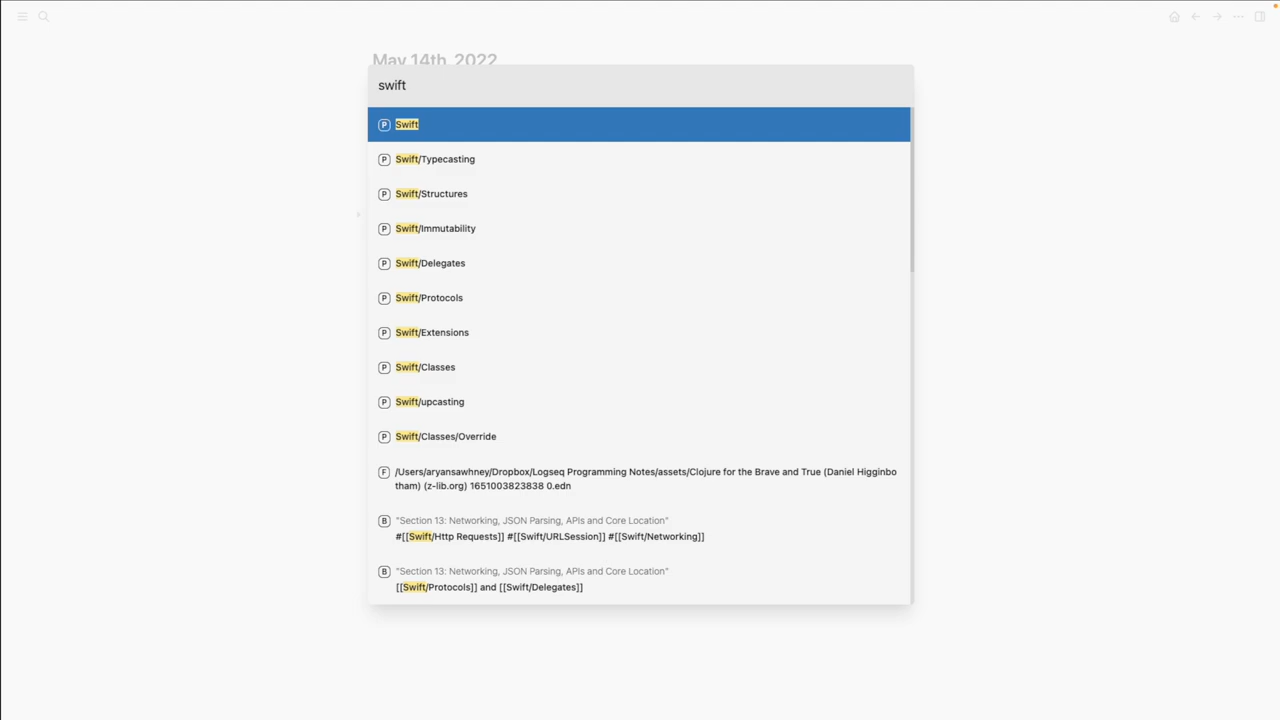 May 14th, 2022
swift
P Swift
P Swift/Typecasting
P Swift/Structures
P Swift/Immutability
P Swift/Delegates
P Swift/Protocols
P Swift/Extensions
P Swift/Classes
P Swift/upcasting
P Swift/Classes/Override
F /Users/aryansawhney/Dropbox/Logseq Programming Notes/assets/Clojure for the Brave and True (Daniel Higginbo
tham) (z-lib.org) 1651003823838 0.edn
B "Section 13: Networking, JSON Parsing, APIs and Core Location"
#[[Swift/Http Requests]] #[[Swift/URLSession]] #[[Swift/Networking]]
B "Section 13: Networking, JSON Parsing, APIs and Core Location"
[[Swift/Protocols]] and [[Swift/Delegates]]